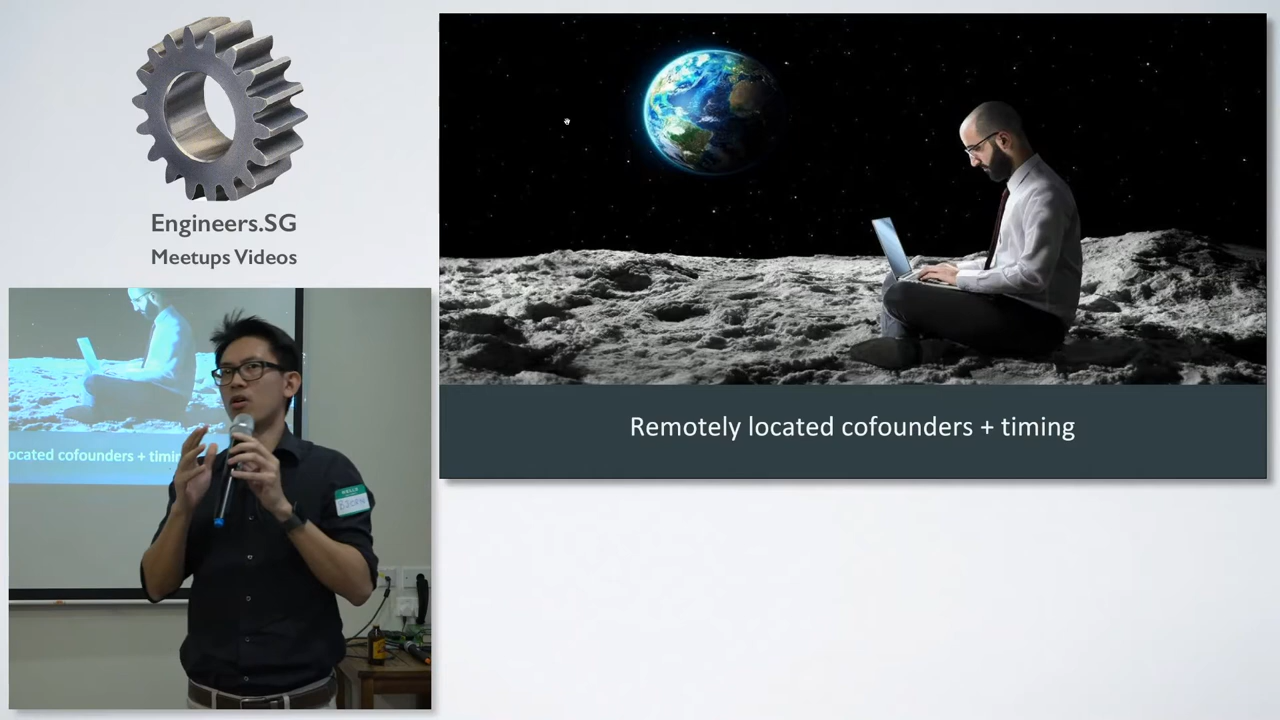 Engineers.SG
Meetups Videos
Remotely located cofounders + timing
ocated cofounders + timin